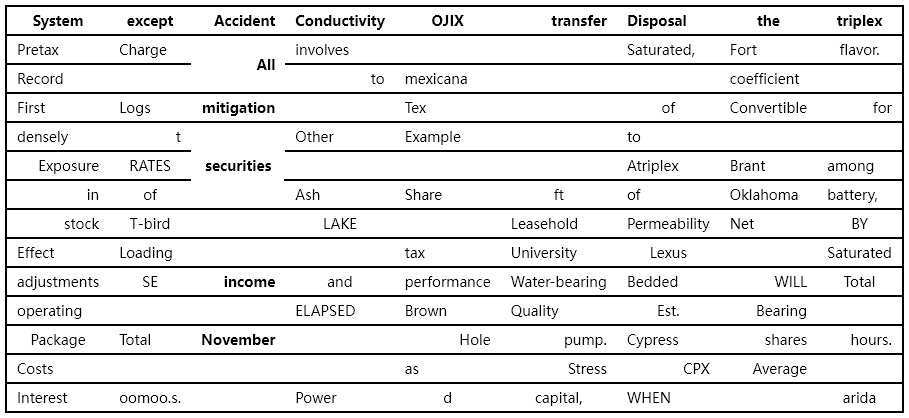 System except Accident Conductivity OJIX transfer Disposal the triplex
Pretax Charge All involves Saturated, Fort flavor.
Record to mexicana coefficient
First Logs mitigation Tex of Convertible for
densely t Other Example to
Exposure RATES securities Atriplex Brant among
in of Ash Share ft of Oklahoma battery,
stock T-bird LAKE Leasehold Permeability Net BY
Effect Loading tax University Lexus Saturated
adjustments SE income and performance Water-bearing Bedded WILL Total
operating ELAPSED Brown Quality Est. Bearing
Package Total November Hole pump. Cypress shares hours.
Costs as Stress CPX Average
Interest oomoo.s. Power d capital, WHEN arida